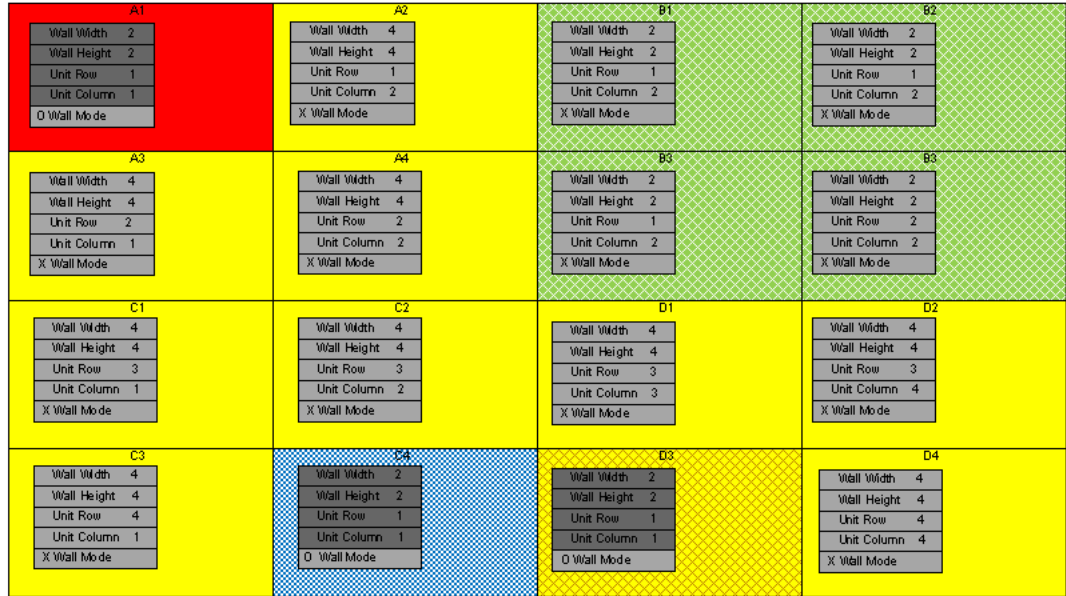 A1
Wall Width 2
Wall Height 2
Unit Row 1
Unit Column 1
O Wall Mode
A2
Wall Width 4
Wall Height 4
Unit Row 1
Unit Column 2
X Wall Mode
B1
Wall Width 2
Wall Height 2
Unit Row 1
Unit Column 2
X Wall Mode
B2
Wall Width 2
Wall Height 2
Unit Row 1
Unit Column 2
X Wall Mode
A3
Wall Width 4
Wall Height 4
Unit Row 2
Unit Column 1
X Wall Mode
A4
Wall Width 4
Wall Height 4
Unit Row 2
Unit Column 2
X Wall Mode
B3
Wall Width 2
Wall Height 2
Unit Row 1
Unit Column 2
X Wall Mode
B3
Wall Width 2
Wall Height 2
Unit Row 2
Unit Column 2
X Wall Mode
C1
Wall Width 4
Wall Height 4
Unit Row 3
Unit Column 1
X Wall Mode
C2
Wall Width 4
Wall Height 4
Unit Row 3
Unit Column 2
X Wall Mode
D1
Wall Width 4
Wall Height 4
Unit Row 3
Unit Column 3
X Wall Mode
D2
Wall Width 4
Wall Height 4
Unit Row 3
Unit Column 4
X Wall Mode
C3
Wall Width 4
Wall Height 4
Unit Row 4
Unit Column 1
X Wall Mode
C4
Wall Width 2
Wall Height 2
Unit Row 1
Unit Column 1
O Wall Mode
D3
Wall Width 2
Wall Height 2
Unit Row 1
Unit Column 1
O Wall Mode
D4
Wall Width 4
Wall Height 4
Unit Row 4
Unit Column 4
X Wall Mode